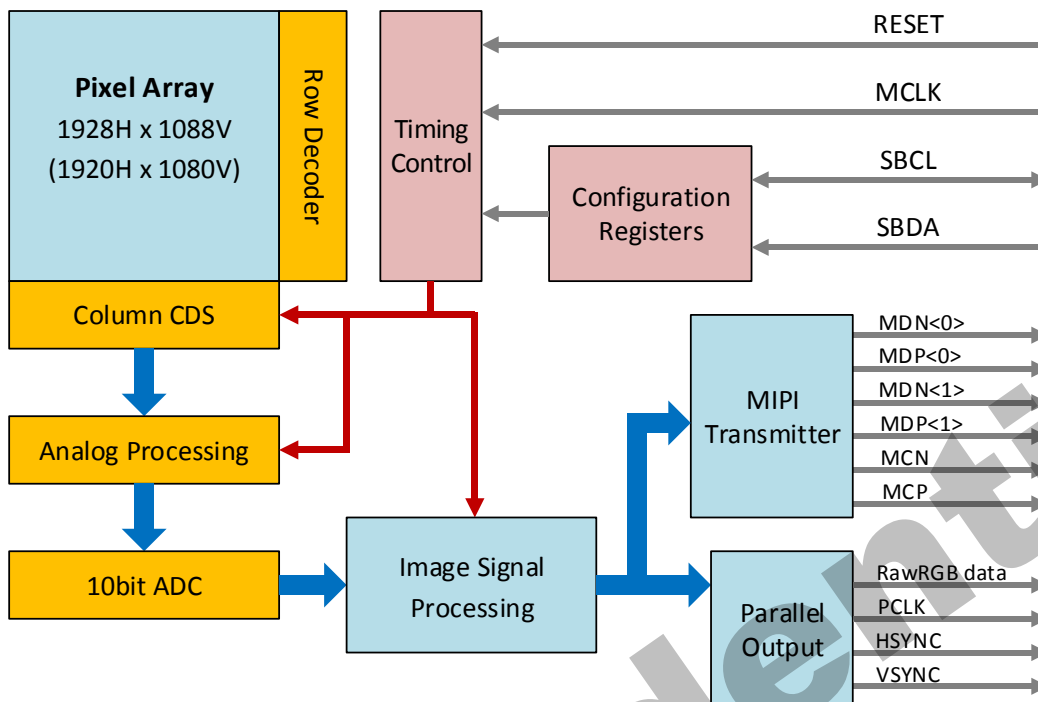 Pixel Array
1928H x 1088V
(1920H x 1080V)
Row Decoder
Timing
Control
RESET
MCLK
Configuration
Registers
SBCL
SBDA
Column CDS
Analog Processing
10bit ADC
Image Signal
Processing
MIPI
Transmitter
MDN<0>
MDP<0>
MDN<1>
MDP<1>
MCN
MCP
Parallel
Output
RawRGB data
PCLK
HSYNC
VSYNC
denti